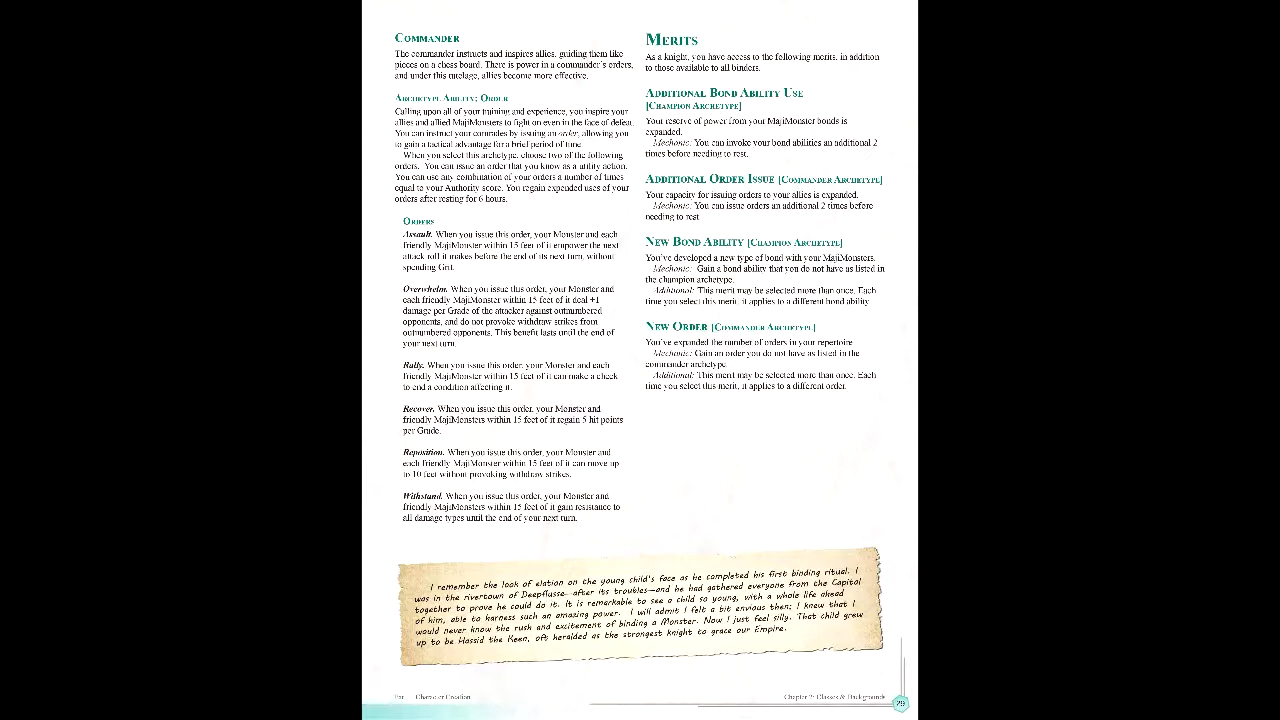 COMMANDER
The commander instructs and inspires allies, guiding them like
pieces on a chess board. There is power in a commander's orders,
and under this tutelage, allies become more effective.
ARCHETYPE ABILITY: ORDER
Calling upon all of your training and experience, you inspire your
allies and allied MajiMonsters to fight on even in the face of defeat.
You can instruct your comrades by issuing an order, allowing you
to gain a tactical advantage for a brief period of time.
When you select this archetype, choose two of the following
orders. You can issue an order that you know as a utility action.
You can use any combination of your orders a number of times
equal to your Authority score. You regain expended uses of your
orders after resting for 6 hours.
ORDERS
Assault. When you issue this order, your Monster and each
friendly MajiMonster within 15 feet of it empower the next
attack roll it makes before the end of its next turn, without
spending Grit.
Overwhelm. When you issue this order, your Monster and
each friendly MajiMonster within 15 feet of it deal +1
damage per Grade of the attacker against outnumbered
opponents, and do not provoke withdraw strikes from
outnumbered opponents. This benefit lasts until the end of
your next turn.
Rally. When you issue this order, your Monster and each
friendly MajiMonster within 15 feet of it can make a check
to end a condition affecting it.
Recover. When you issue this order, your Monster and
friendly MajiMonsters within 15 feet of it regain 5 hit points
per Grade.
Reposition. When you issue this order, your Monster and
each friendly MajiMonster within 15 feet of it can move up
to 10 feet without provoking withdraw strikes.
Withstand. When you issue this order, your Monster and
friendly MajiMonsters within 15 feet of it gain resistance to
all damage types until the end of your next turn.
MERITS
As a knight, you have access to the following merits, in addition
to those available to all binders.
ADDITIONAL BOND ABILITY USE
[CHAMPION ARCHETYPE]
Your reserve of power from your MajiMonster bonds is
expanded.
Mechanic: You can invoke your bond abilities an additional 2
times before needing to rest.
ADDITIONAL ORDER ISSUE [COMMANDER ARCHETYPE]
Your capacity for issuing orders to your allies is expanded.
Mechanic: You can issue orders an additional 2 times before
needing to rest
NEW BOND ABILITY [CHAMPION ARCHETYPE]
You've developed a new type of bond with your MajiMonsters.
Mechanic: Gain a bond ability that you do not have as listed in
the champion archetype.
Additional: This merit may be selected more than once. Each
time you select this merit, it applies to a different bond ability.
NEW ORDER [COMMANDER ARCHETYPE]
You've expanded the number of orders in your repertoire
Mechanic: Gain an order you do not have as listed in the
commander archetype
Additional: This merit may be selected more than once. Each
time you select this merit, it applies to a different order.
I remember the look of elation on the young child's face as he completed his first binding ritual. I
was in the rivertown of Deepflusse—after its troubles—and he had gathered everyone from the Capitol
together to prove he could do it. It is remarkable to see a child so young, with a whole life ahead
of him, able to harness such an amazing power. I will admit I felt a bit envious then; I knew that I
would never know the rush and excitement of binding a Monster. Now I just feel silly. That child grew
up to be Hassid the Keen, oft heralded as the strongest knight to grace our Empire.
Character Creation
Chapter 2: Classes & Backgrounds
29